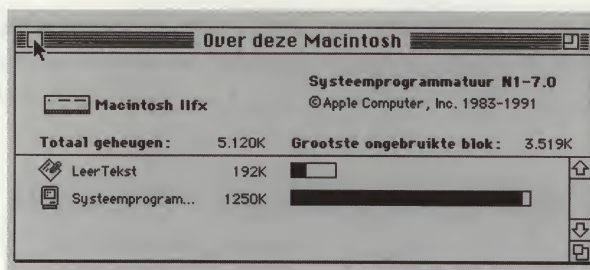 Over deze Macintosh
Systeemprogrammatuur N1-7.0
Macintosh IIfx
©Apple Computer, Inc. 1983-1991
Totaal geheugen: 5.120K Grootste ongebruikte blok: 3.519K
LeerTekst 192K
Systeemprogram... 1250K